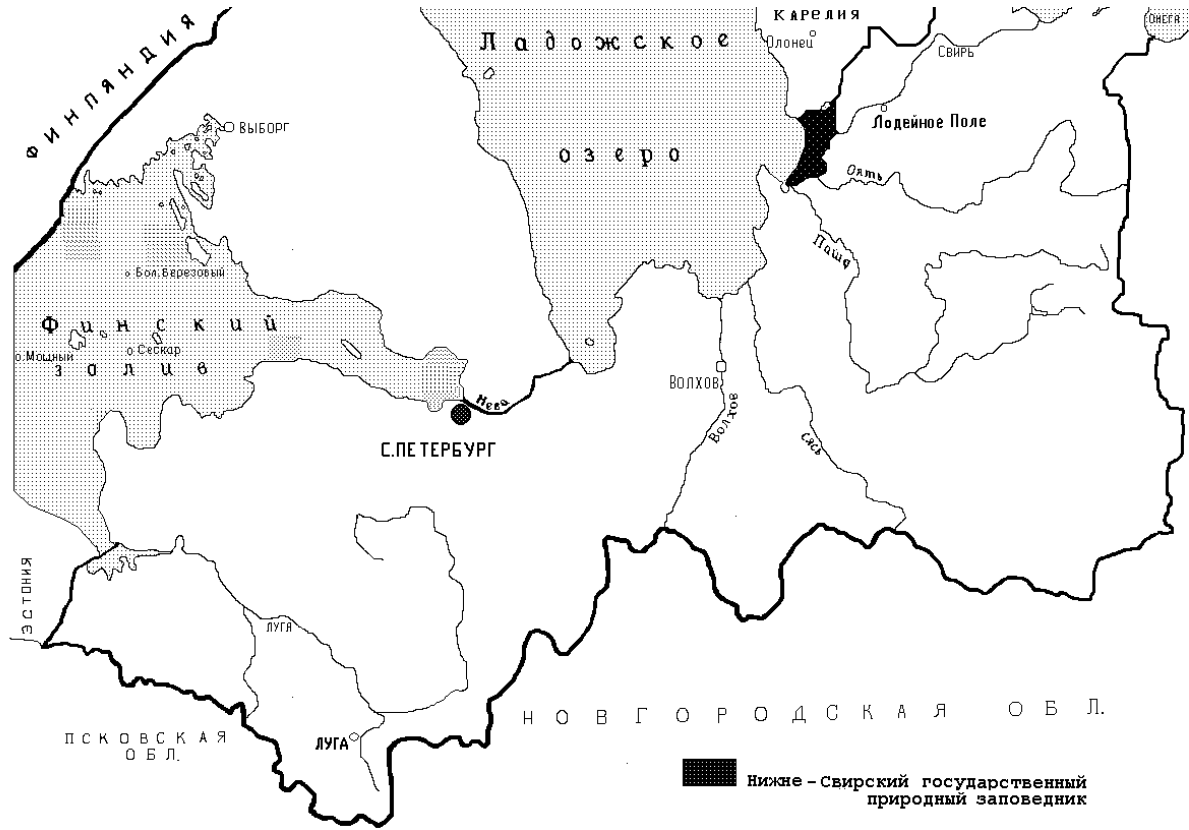 КАРЕЛИЯ
ОНЕГА
Ладожское
Олонец
Свирь
ФИНЛЯНДИЯ
Лодейное Поле
ВЫБОРГ
озеро
Оять
Паша
Бол.Березовый
Финский
Мощный
Сескар
залив
Нева
ВОЛХОВ
Волхов
С.ПЕТЕРБУРГ
Сясь
ЭСТОНИЯ
ЛУГА
НОВГОРОДСКАЯ ОБЛ.
ПСКОВСКАЯ
ОБЛ.
ЛУГА
Нижне-Свирский государственный
природный заповедник